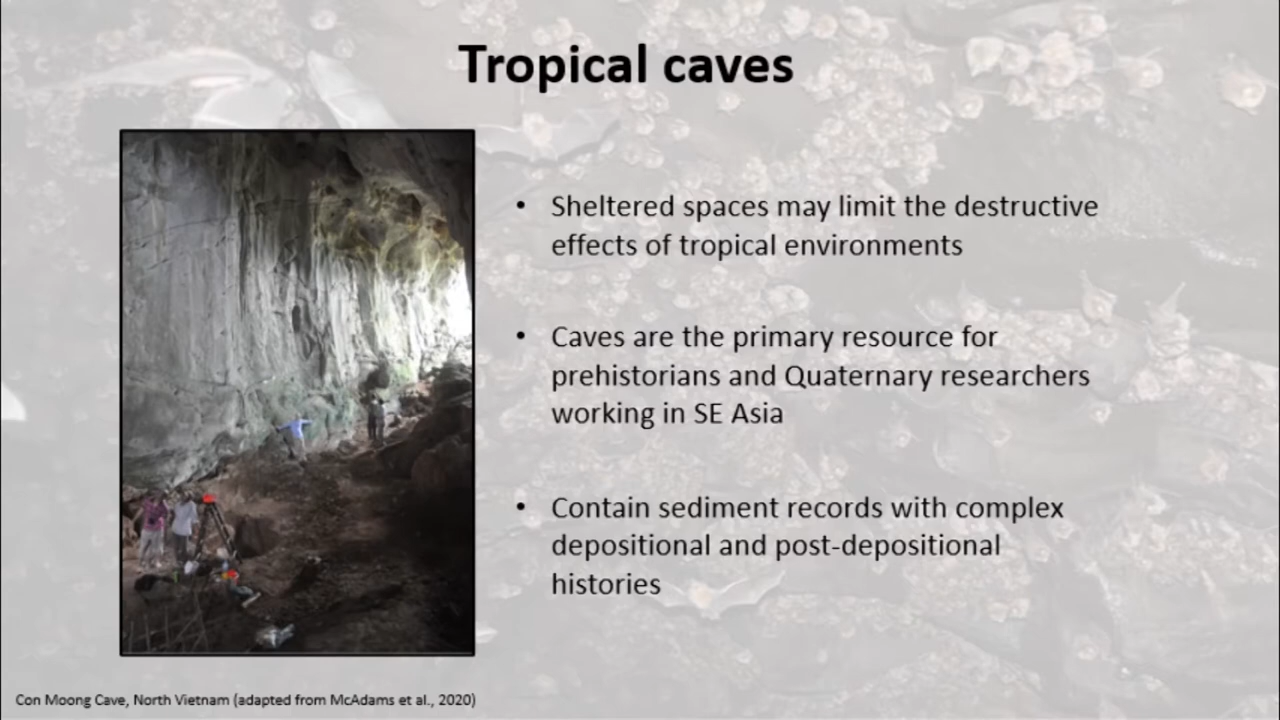 Tropical caves
• Sheltered spaces may limit the destructive
effects of tropical environments
• Caves are the primary resource for
prehistorians and Quaternary researchers
working in SE Asia
• Contain sediment records with complex
depositional and post-depositional
histories
Con Moong Cave, North Vietnam (adapted from McAdams et al., 2020)